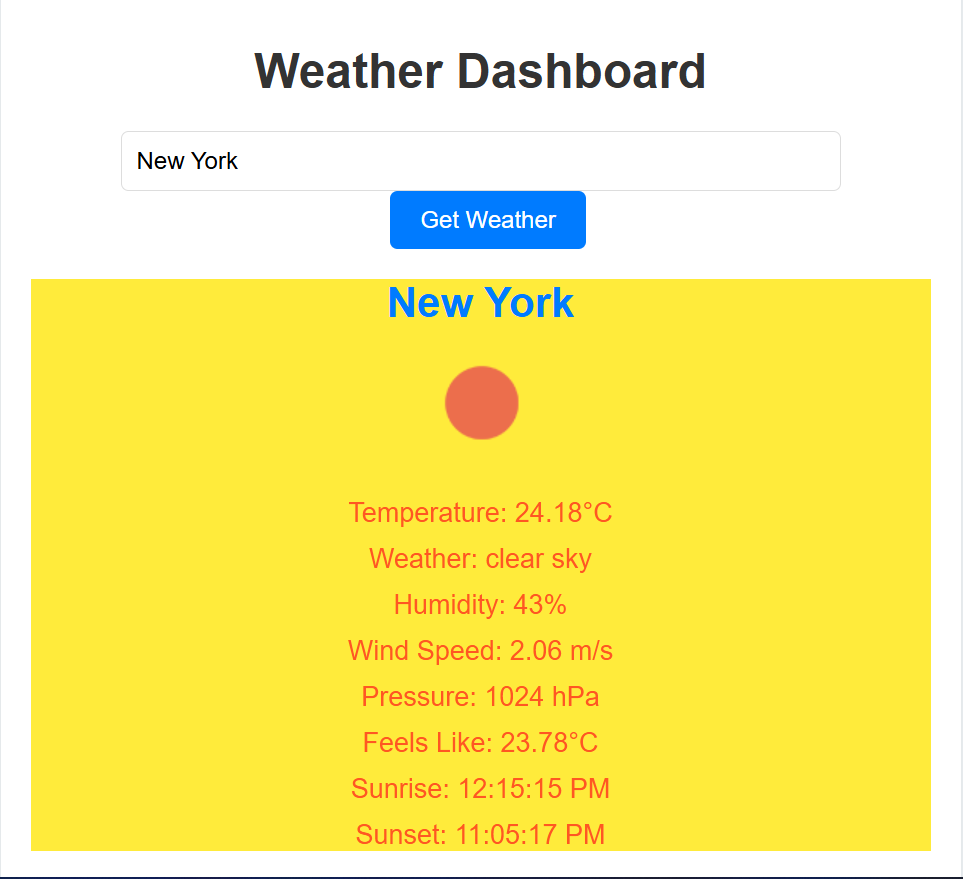 Weather Dashboard
New York
Get Weather
New York
Temperature: 24.18°C
Weather: clear sky
Humidity: 43%
Wind Speed: 2.06 m/s
Pressure: 1024 hPa
Feels Like: 23.78°C
Sunrise: 12:15:15 PM
Sunset: 11:05:17 PM